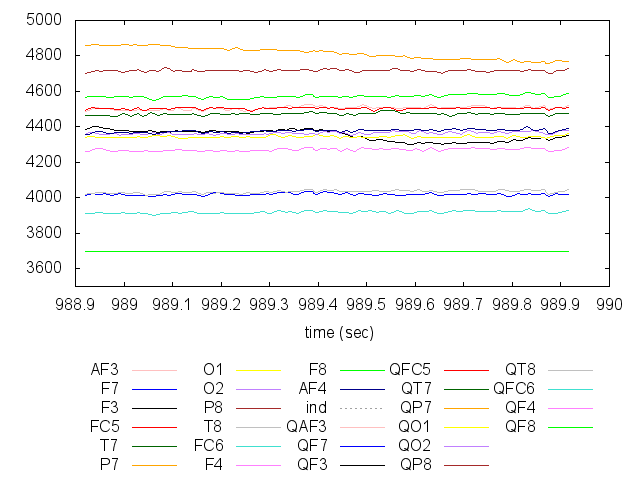 5000
4800
4600
4400
4200
4000
3800
3600
988.9 989 989.1 989.2 989.3 989.4 989.5 989.6 989.7 989.8 989.9 990
time (sec)
AF3 O1 F8 QFC5 QT8
F7 O2 AF4 QT7 QFC6
F3 P8 ind QP7 QF4
FC5 T8 QAF3 QO1 QF8
T7 FC6 QF7 QO2
P7 F4 QF3 QP8